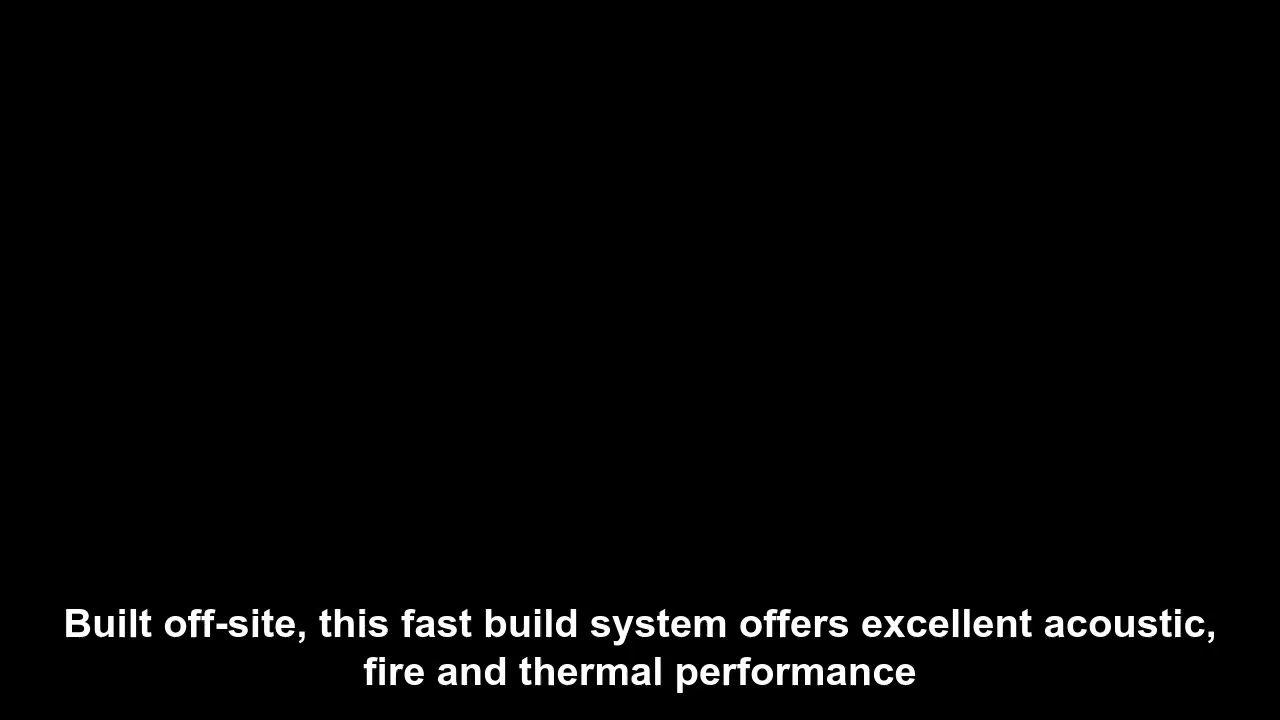 Built off-site, this fast build system offers excellent acoustic,
fire and thermal performance